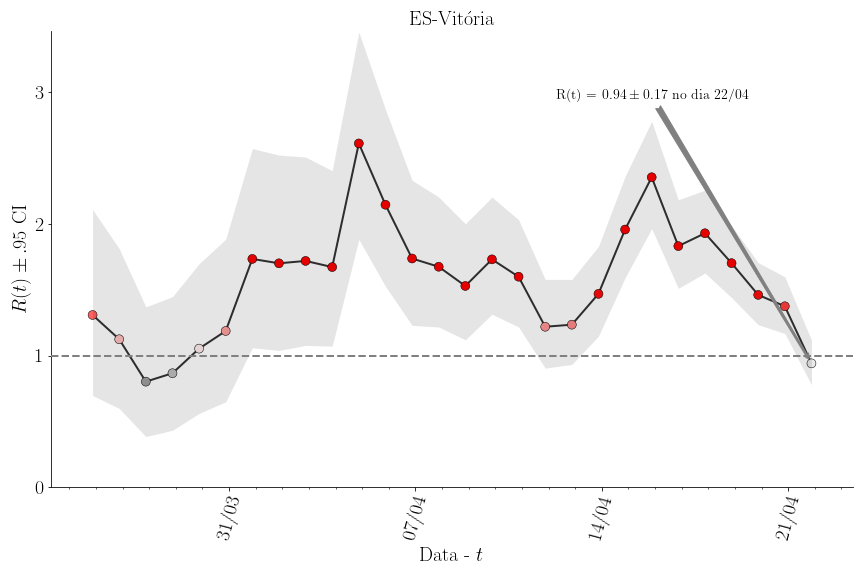 ES-Vitória
R(t) = 0.94 ± 0.17 no dia 22/04
R(t) ± .95 CI
3
2
1
0
31/03
07/04
14/04
21/04
Data - t